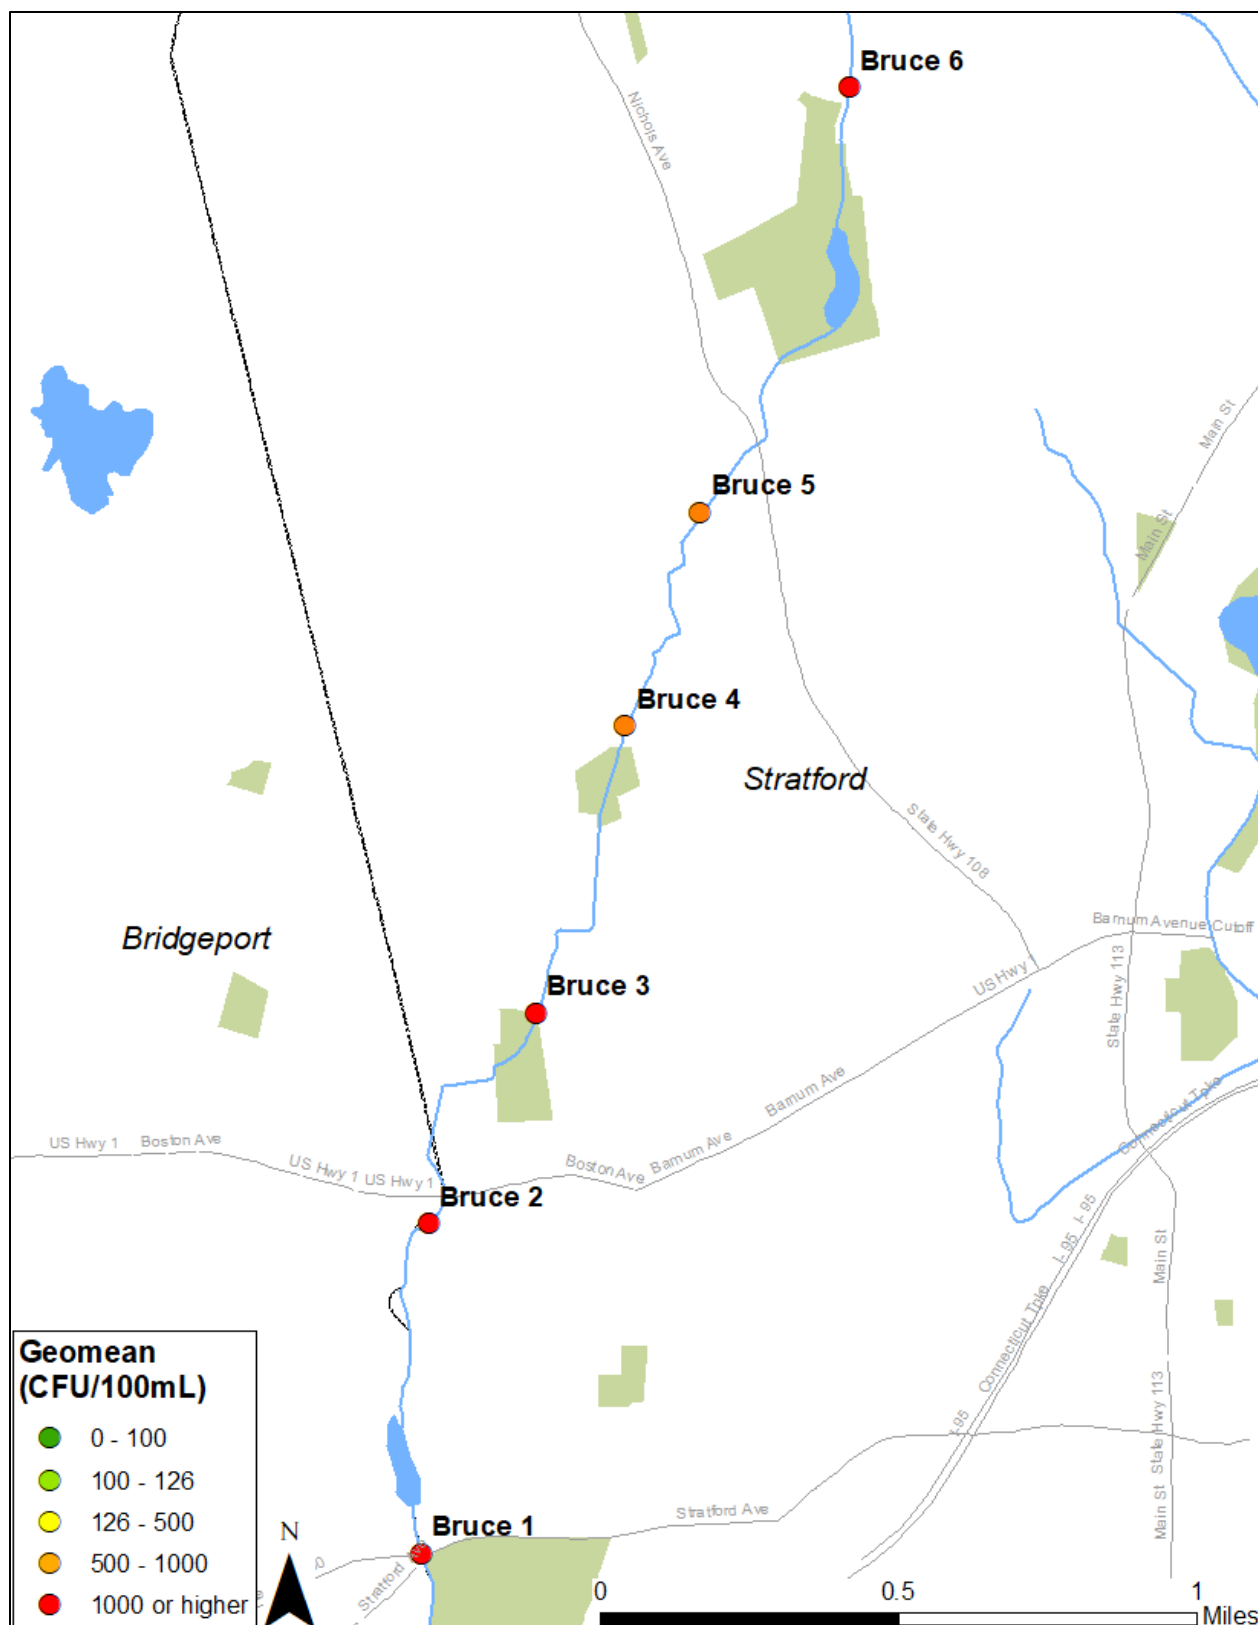 Bruce 6
Nichols Ave
Main St
Bruce 5
Main St
Bruce 4
Stratford
State Hwy 108
Barnum Avenue Cutoff
Bridgeport
State Hwy 113
US Hwy 1
Bruce 3
Barnum Ave
Connecticut Tpke
US Hwy 1 Boston Ave
US Hwy 1 US Hwy 1
Boston Ave
Barnum Ave
Bruce 2
I-95 I-95
Main St
Connecticut Tpke
I-95
Main St State Hwy 113
Stratford Ave
Bruce 1
Stratford
Geomean
(CFU/100mL)
0 - 100
100 - 126
126 - 500
500 - 1000
1000 or higher
N
0 0.5 1
Miles